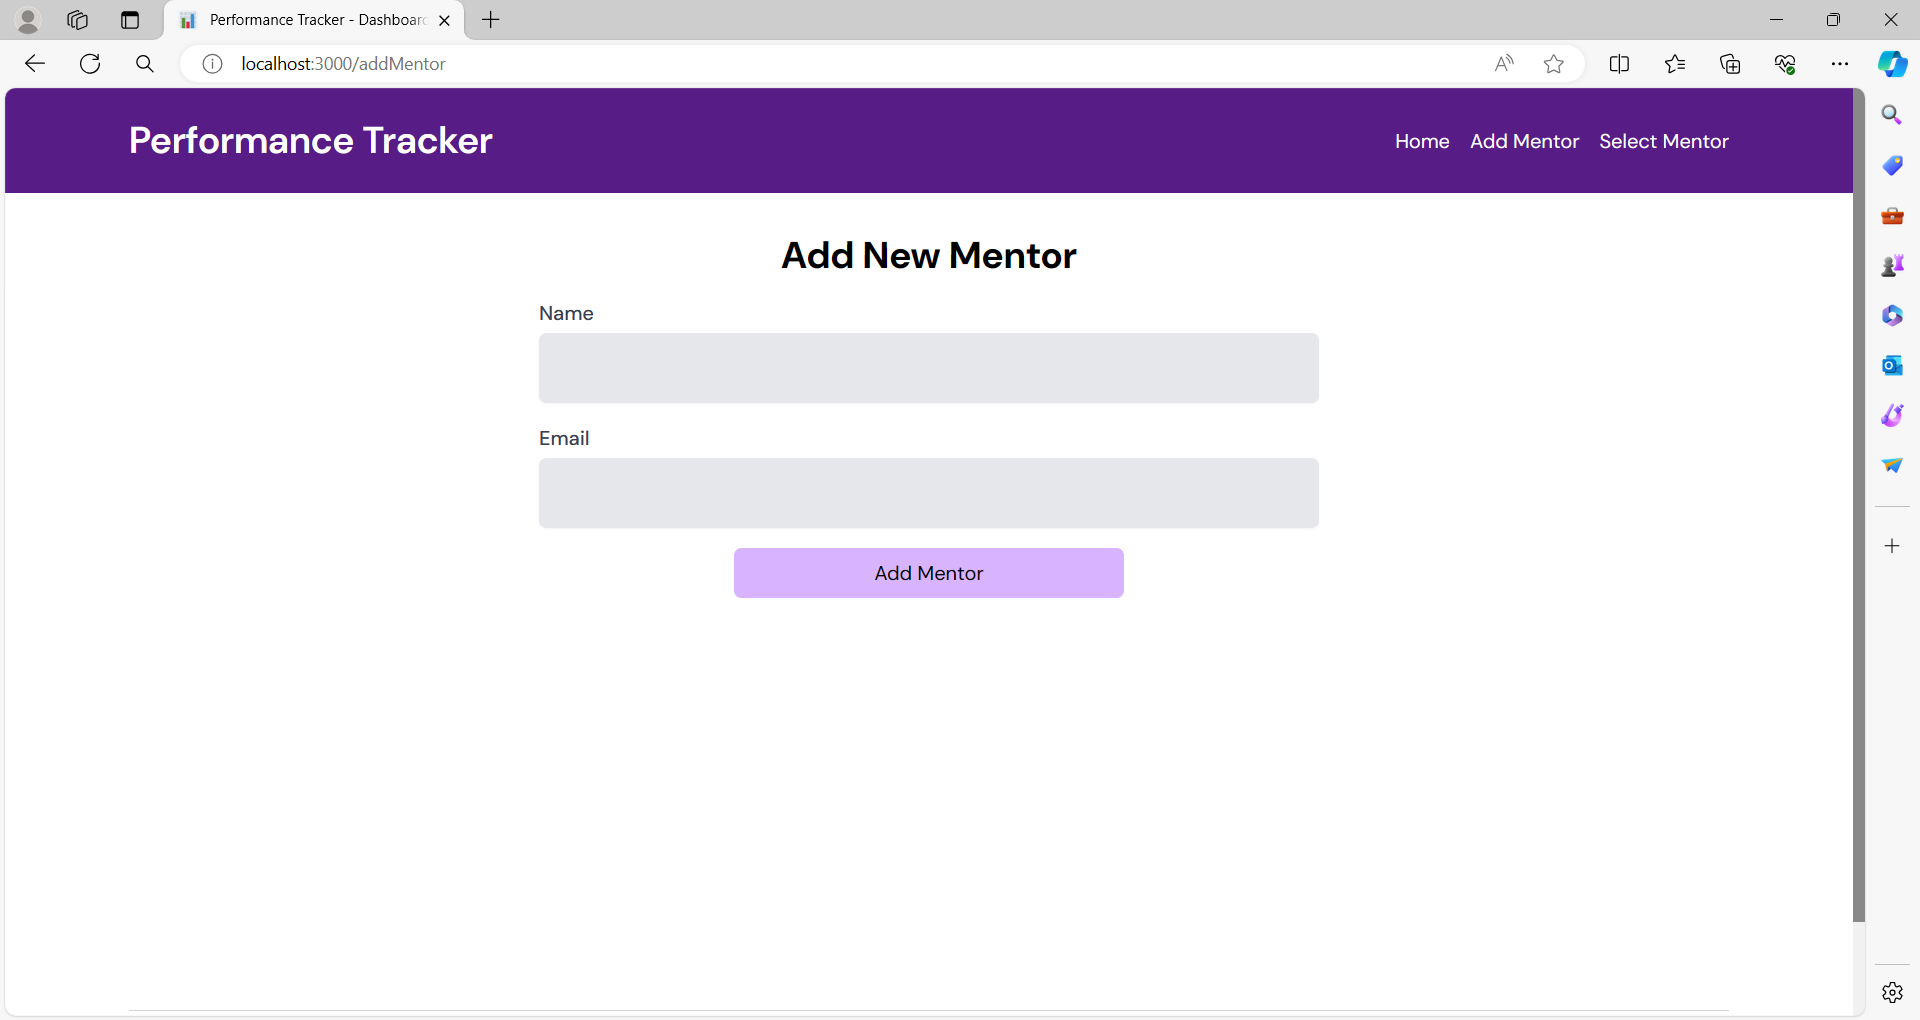 Performance Tracker - Dashboar
localhost:3000/addMentor
Performance Tracker
Home Add Mentor Select Mentor
Add New Mentor
Name
Email
Add Mentor